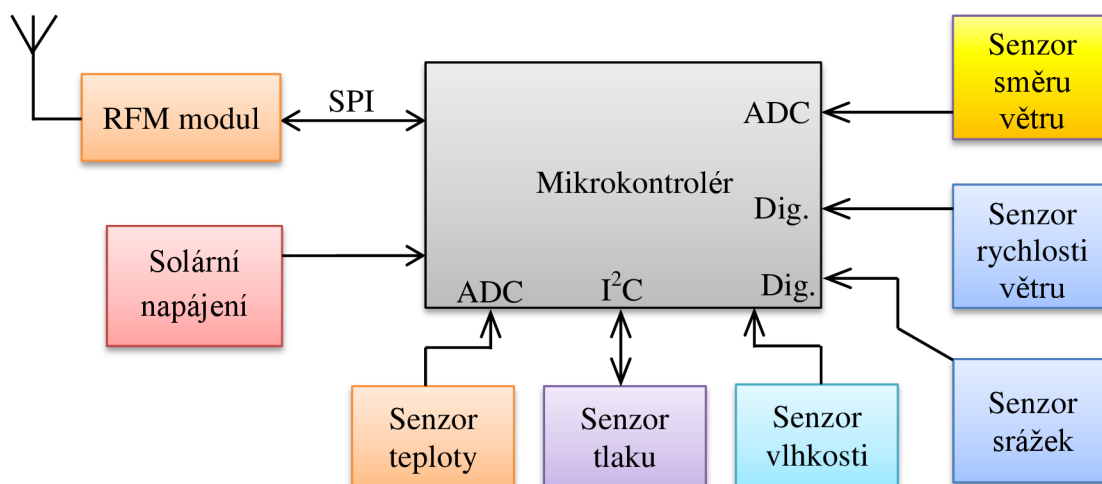 Senzor
směru
větru
RFM modul
SPI
ADC
Mikrokontrolér
Dig.
Senzor
rychlosti
větru
Solární
napájení
ADC
I²C
Dig.
Senzor
teploty
Senzor
tlaku
Senzor
vlhkosti
Senzor
srážek